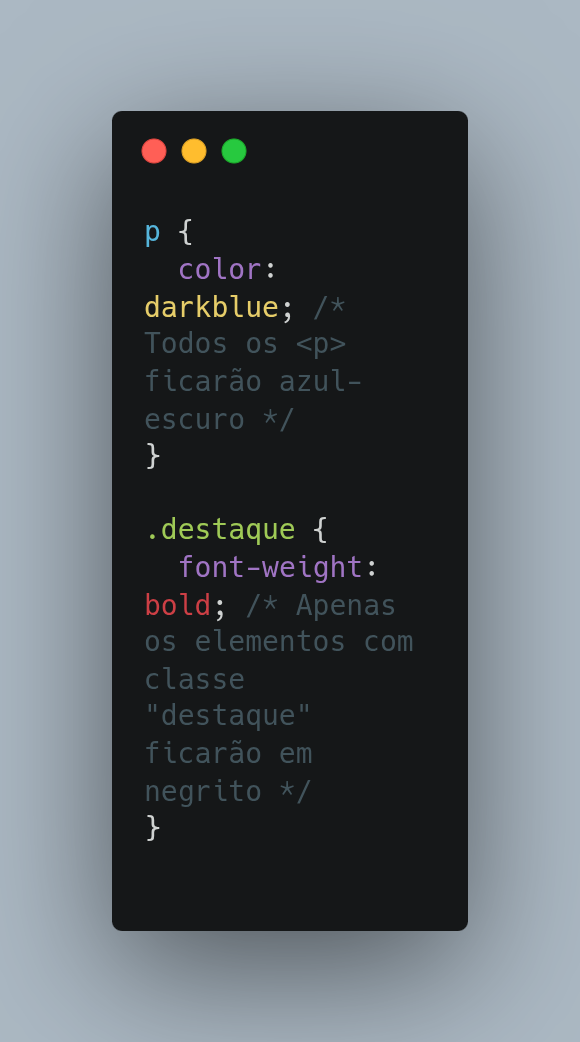 p {
  color:
darkblue; /*
Todos os <p>
ficarão azul-
escuro */
}

.destaque {
  font-weight:
bold; /* Apenas
os elementos com
classe
"destaque"
ficarão em
negrito */
}